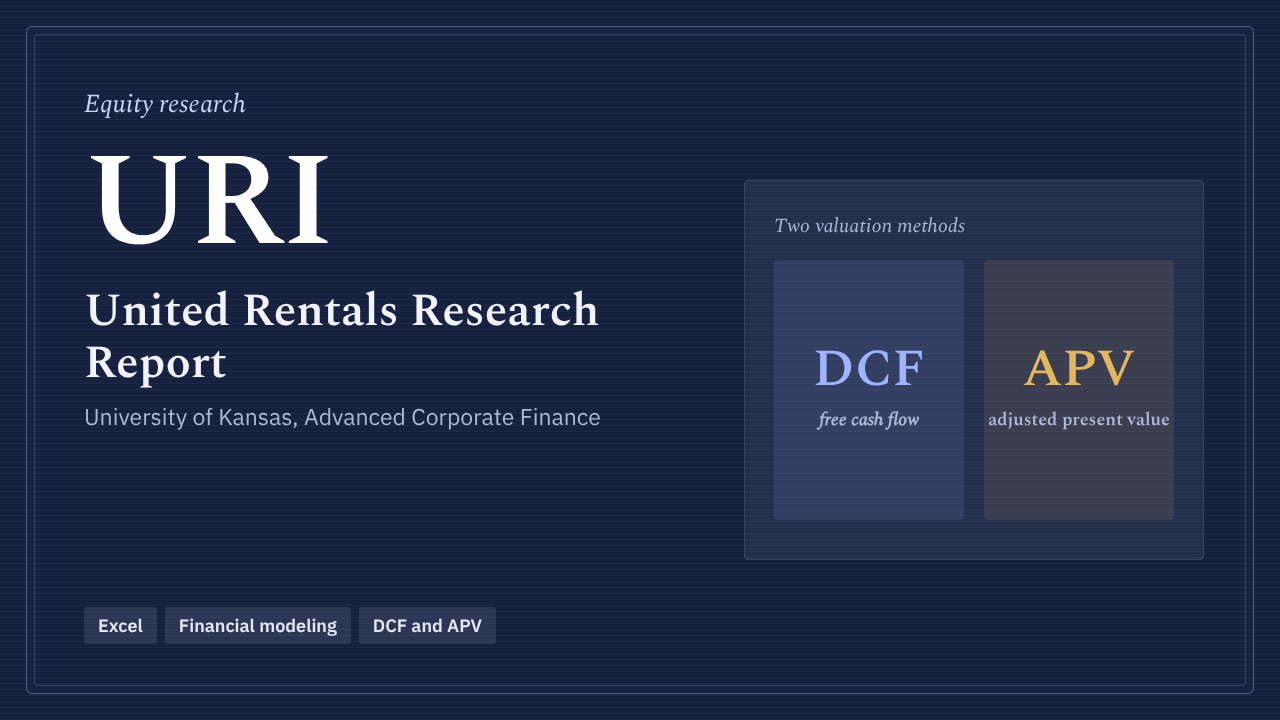 Equity research
URI
United Rentals Research
Report
University of Kansas, Advanced Corporate Finance
Two valuation methods
DCF
free cash flow
APV
adjusted present value
Excel
Financial modeling
DCF and APV